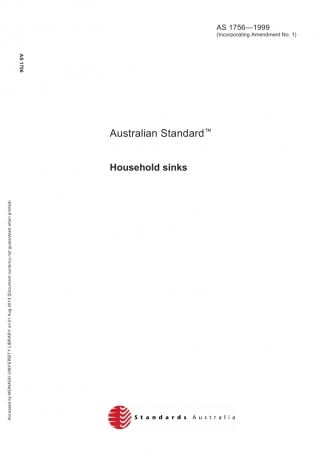 AS 1756—1999
(Incorporating Amendment No. 1)
AS 1756
Australian Standard™
Household sinks
Accessed by MONASH UNIVERSITY LIBRARY on 21 Aug 2013 (Document currency not guaranteed when printed)
Standards Australia